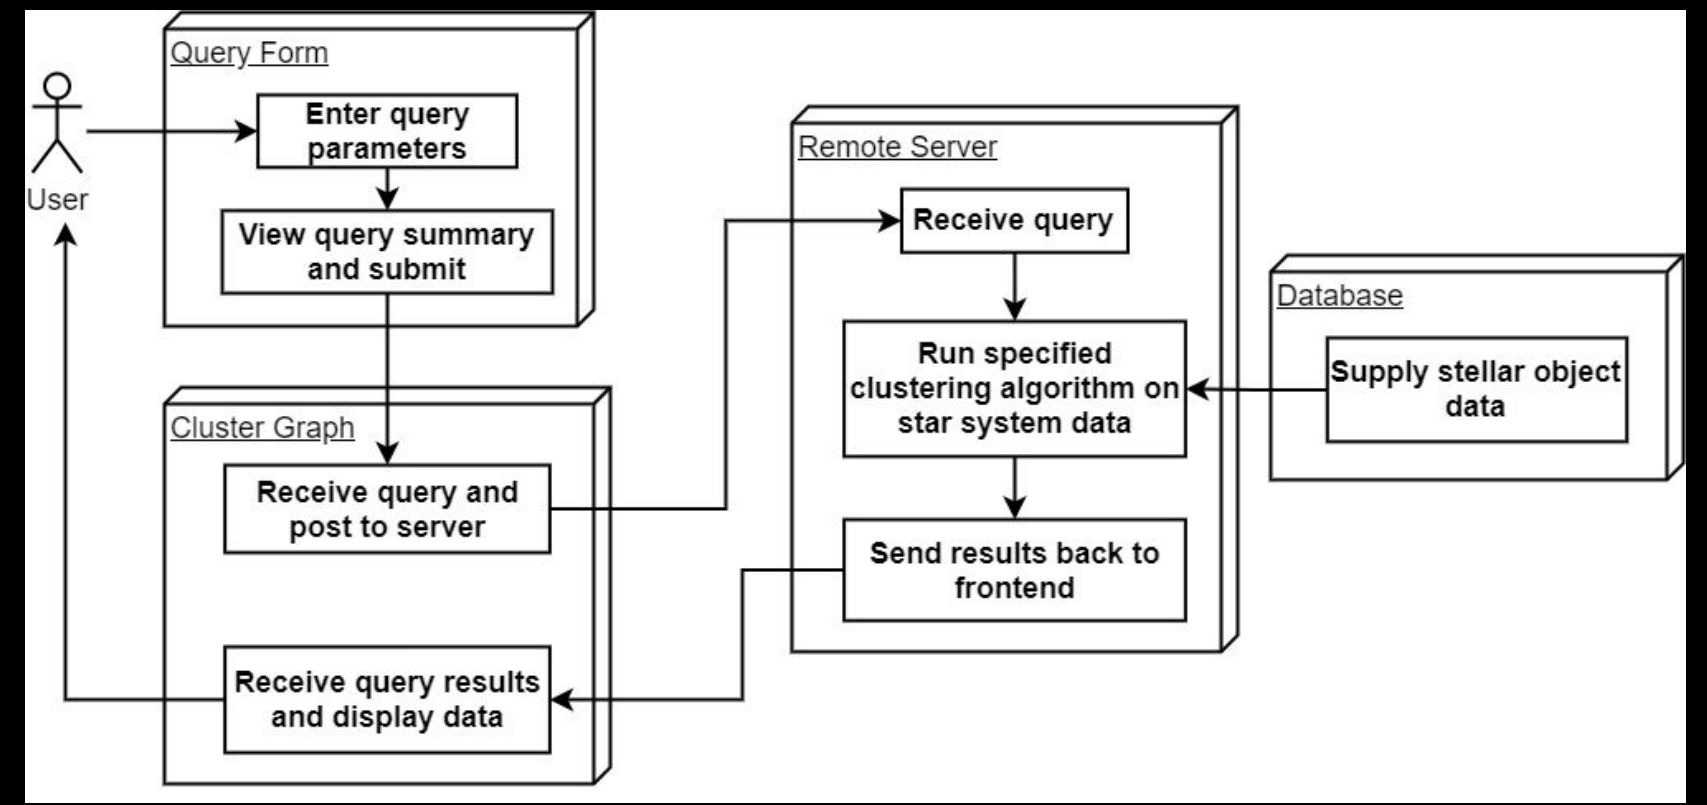 Query Form
Enter query
parameters
User
View query summary
and submit
Cluster Graph
Receive query and
post to server
Receive query results
and display data
Remote Server
Receive query
Run specified
clustering algorithm on
star system data
Send results back to
frontend
Database
Supply stellar object
data